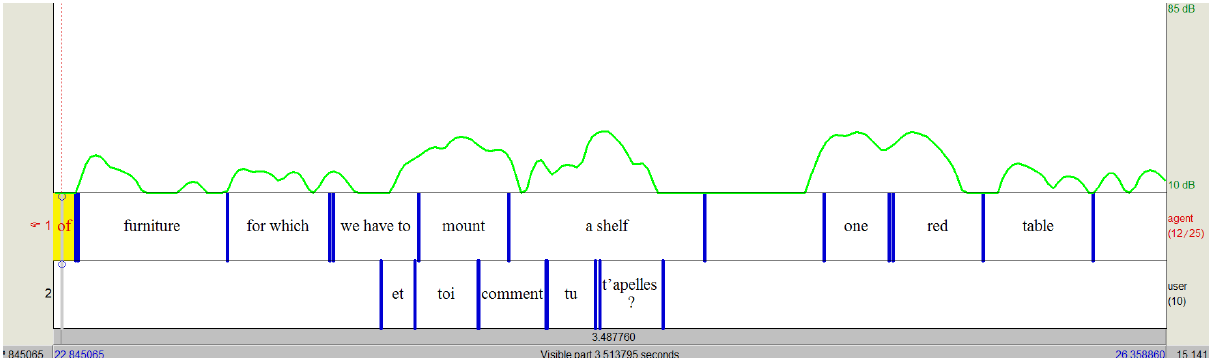 85 dB
10 dB
1 of furniture for which we have to mount a shelf one red table agent
(12/25)
2 et toi comment tu t'apelles ? user
(10)
3.487760
22.845065 Visible part 3.513795 seconds 26.358860 15.141